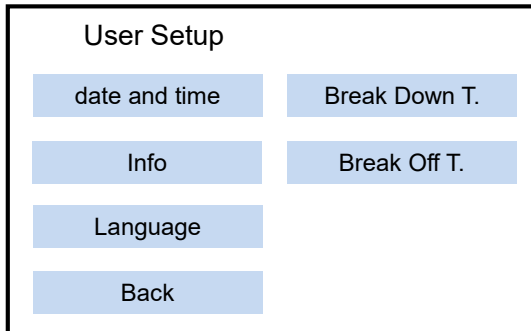 User Setup
date and time
Break Down T.
Info
Break Off T.
Language
Back